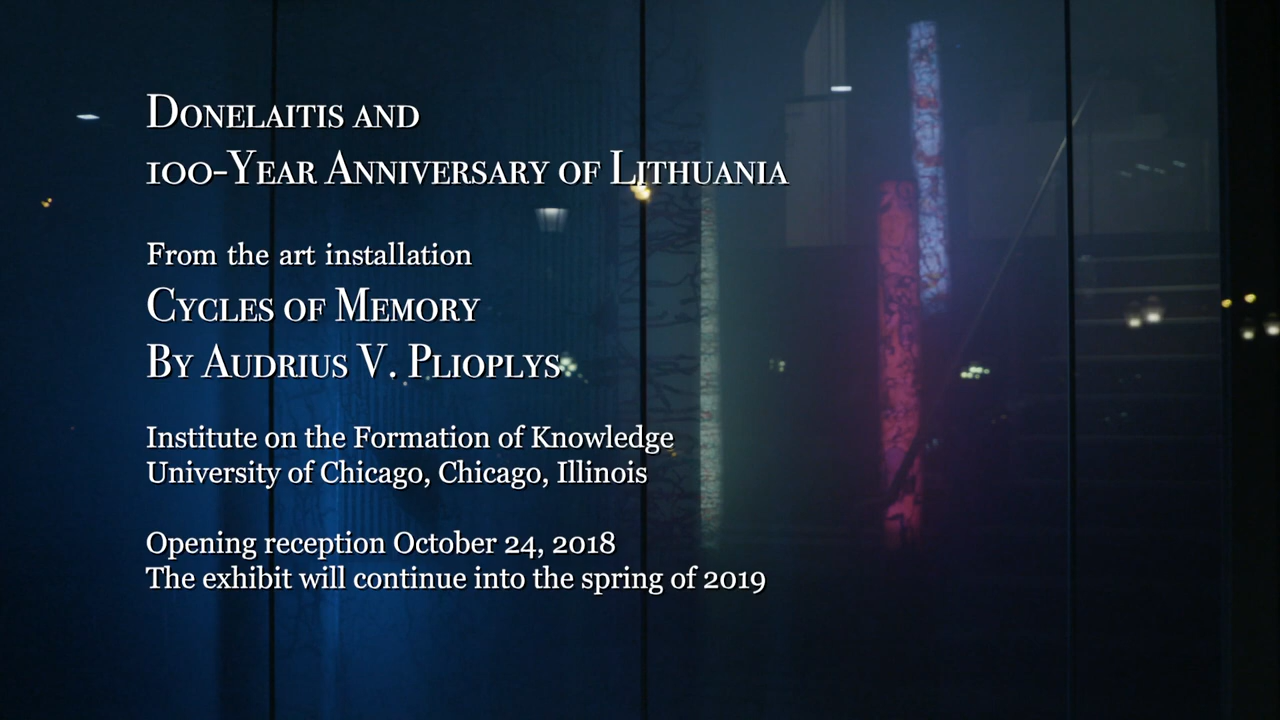 Donelaitis and
100-Year Anniversary of Lithuania
From the art installation
Cycles of Memory
By Audrius V. Plioplys
Institute on the Formation of Knowledge
University of Chicago, Chicago, Illinois
Opening reception October 24, 2018
The exhibit will continue into the spring of 2019